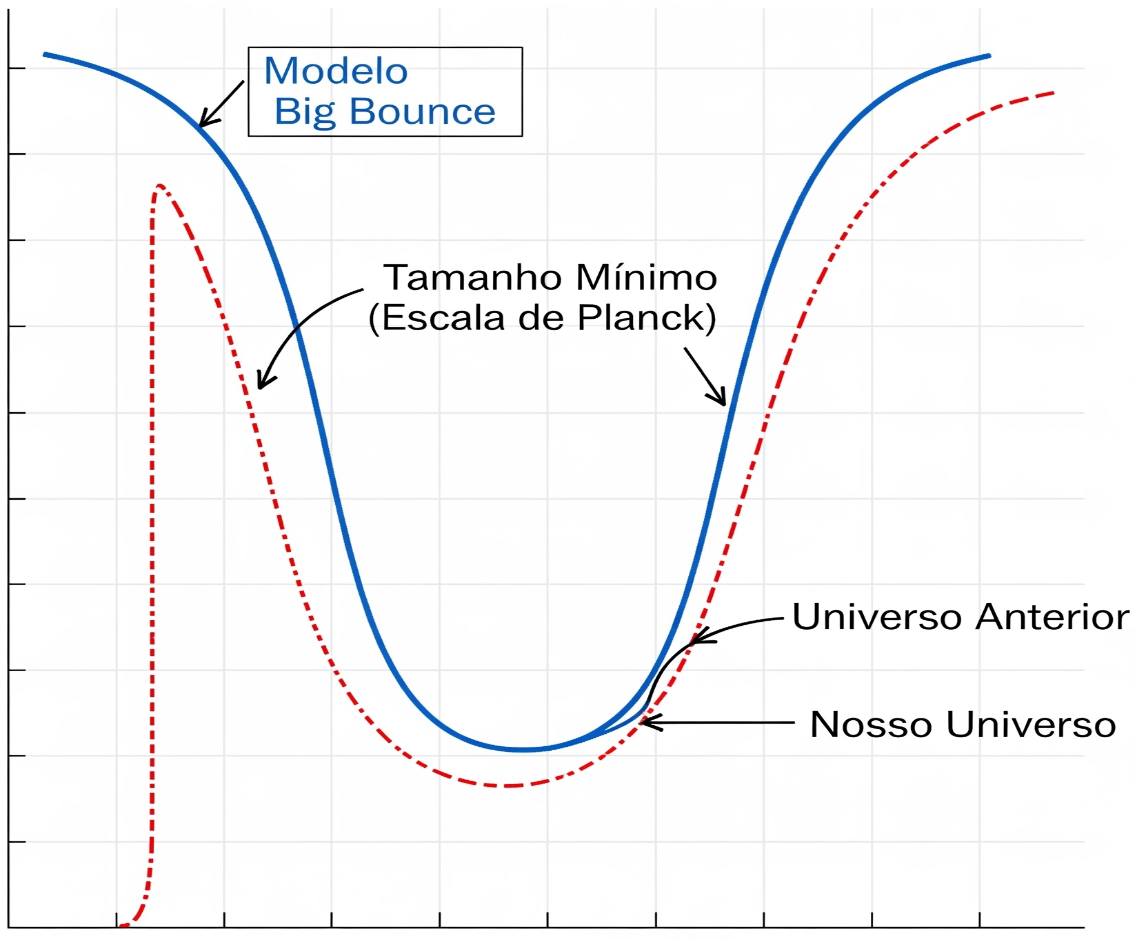 Modelo
Big Bounce
Tamanho Mínimo
(Escala de Planck)
Universo Anterior
Nosso Universo